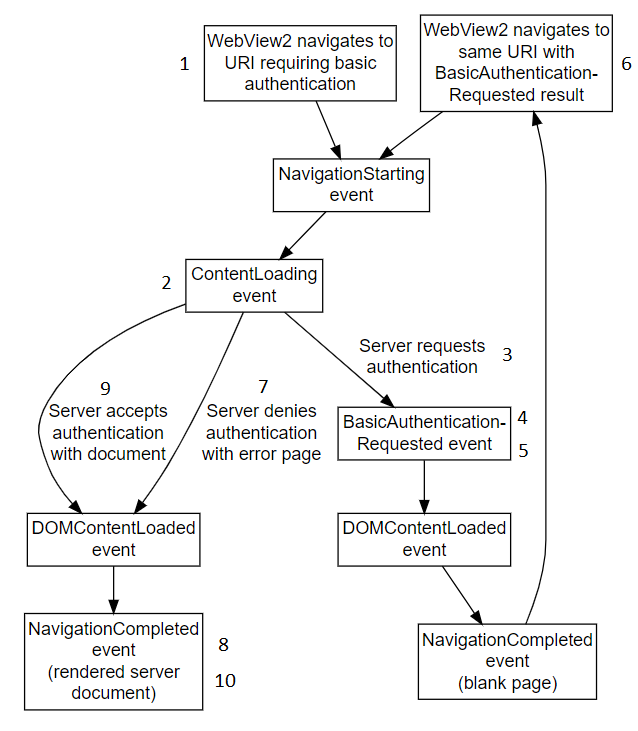 1
WebView2 navigates to
URI requiring basic
authentication
WebView2 navigates to
same URI with
BasicAuthentication-
Requested result
6
NavigationStarting
event
2
ContentLoading
event
Server requests
authentication
3
9
Server accepts
authentication
with document
7
Server denies
authentication
with error page
BasicAuthentication-
Requested event
4
5
DOMContentLoaded
event
DOMContentLoaded
event
NavigationCompleted
event
(rendered server
document)
8
10
NavigationCompleted
event
(blank page)